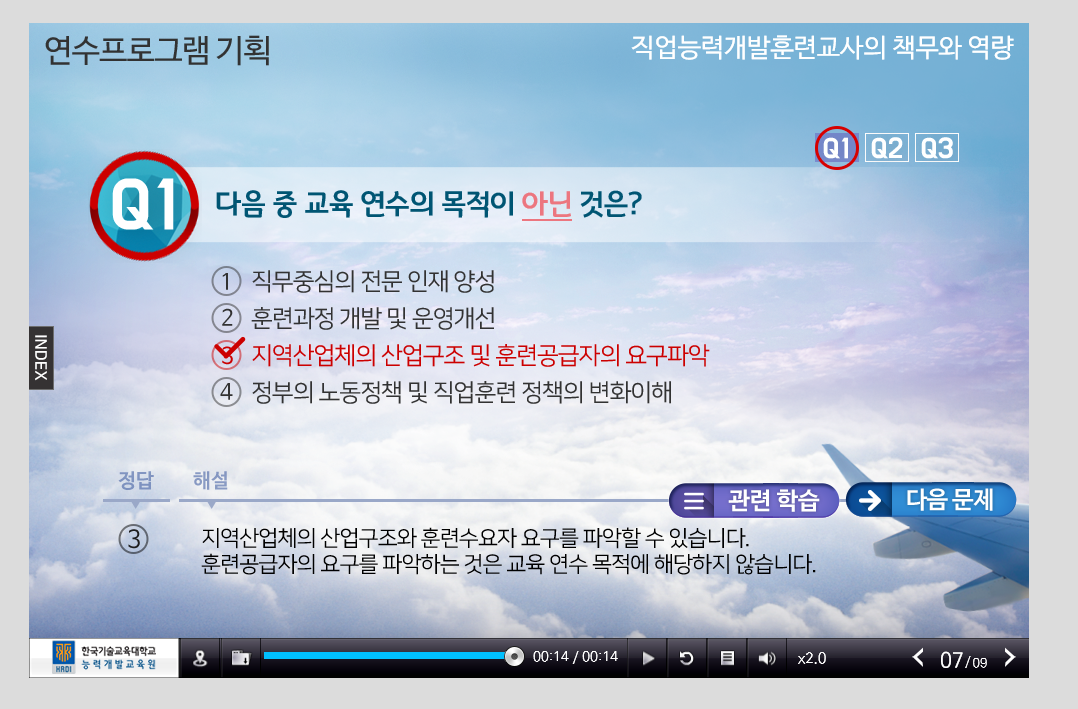 연수프로그램 기획
직업능력개발훈련교사의 책무와 역량
Q1 Q2 Q3
Q1 다음 중 교육 연수의 목적이 아닌 것은?
① 직무중심의 전문 인재 양성
② 훈련과정 개발 및 운영개선
③ 지역산업체의 산업구조 및 훈련공급자의 요구파악
④ 정부의 노동정책 및 직업훈련 정책의 변화이해
INDEX
정답 해설
관련 학습 다음 문제
③ 지역산업체의 산업구조와 훈련수요자 요구를 파악할 수 있습니다.
훈련공급자의 요구를 파악하는 것은 교육 연수 목적에 해당하지 않습니다.
한국기술교육대학교
HRDI 능력개발교육원
00:14 / 00:14 x2.0 07/09